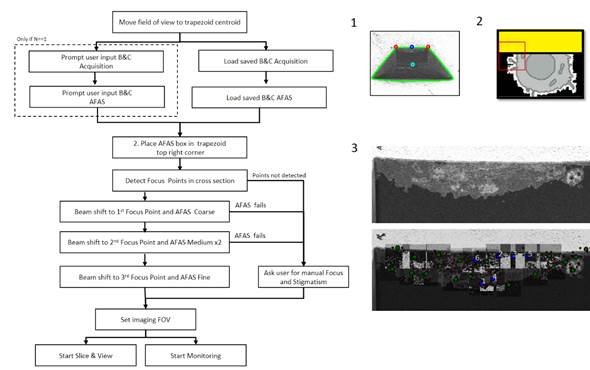 Move field of view to trapezoid centroid
Only if N==1
Prompt user input B&C
Acquisition
Prompt user input B&C
AFAS
Load saved B&C Acquisition
Load saved B&C AFAS
2. Place AFAS box in trapezoid
top right corner
Detect Focus Points in cross section
Points not detected
Beam shift to 1st Focus Point and AFAS Coarse
AFAS fails
Beam shift to 2nd Focus Point and AFAS Medium x2
AFAS fails
Beam shift to 3rd Focus Point and AFAS Fine
Ask user for manual Focus
and Stigmatism
Set imaging FOV
Start Slice & View
Start Monitoring
1
2
3